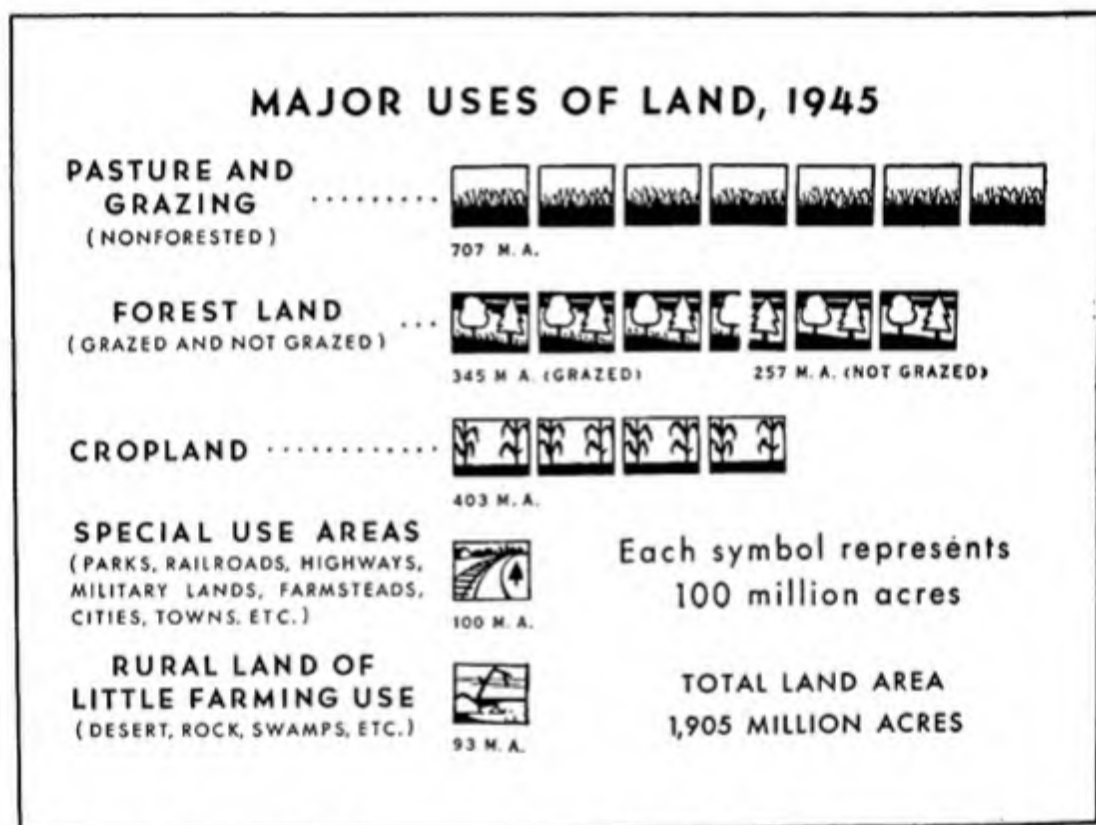 MAJOR USES OF LAND, 1945
PASTURE AND
GRAZING
(NONFORESTED)
707 M. A.
FOREST LAND
(GRAZED AND NOT GRAZED)
345 M A. (GRAZED)
257 M. A. (NOT GRAZED)
CROPLAND
403 M. A.
SPECIAL USE AREAS
(PARKS, RAILROADS, HIGHWAYS,
MILITARY LANDS, FARMSTEADS,
CITIES, TOWNS, ETC.)
100 M. A.
Each symbol represents
100 million acres
RURAL LAND OF
LITTLE FARMING USE
(DESERT, ROCK, SWAMPS, ETC.)
93 M. A.
TOTAL LAND AREA
1,905 MILLION ACRES